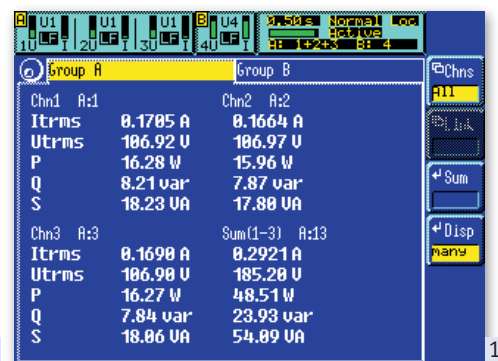 A U1 U1 U1 B U4 0.50s Normal Loc
LF LF LF LF Active
1U I 2U I 3U I 4U I A: 1+2+3 B: 4
Group A Group B Chns
All
Chn1 A:1 Chn2 A:2
Itrms 0.1705 A 0.1664 A
Link
Utrms 106.92 V 106.97 V
P 16.28 W 15.96 W
Q 8.21 var 7.87 var
Sum
S 18.23 VA 17.80 VA
Chn3 A:3 Sum(1-3) A:13
Disp
Itrms 0.1690 A 0.2921 A
many
Utrms 106.90 V 185.20 V
P 16.27 W 48.51 W
Q 7.84 var 23.93 var
S 18.06 VA 54.09 VA
1